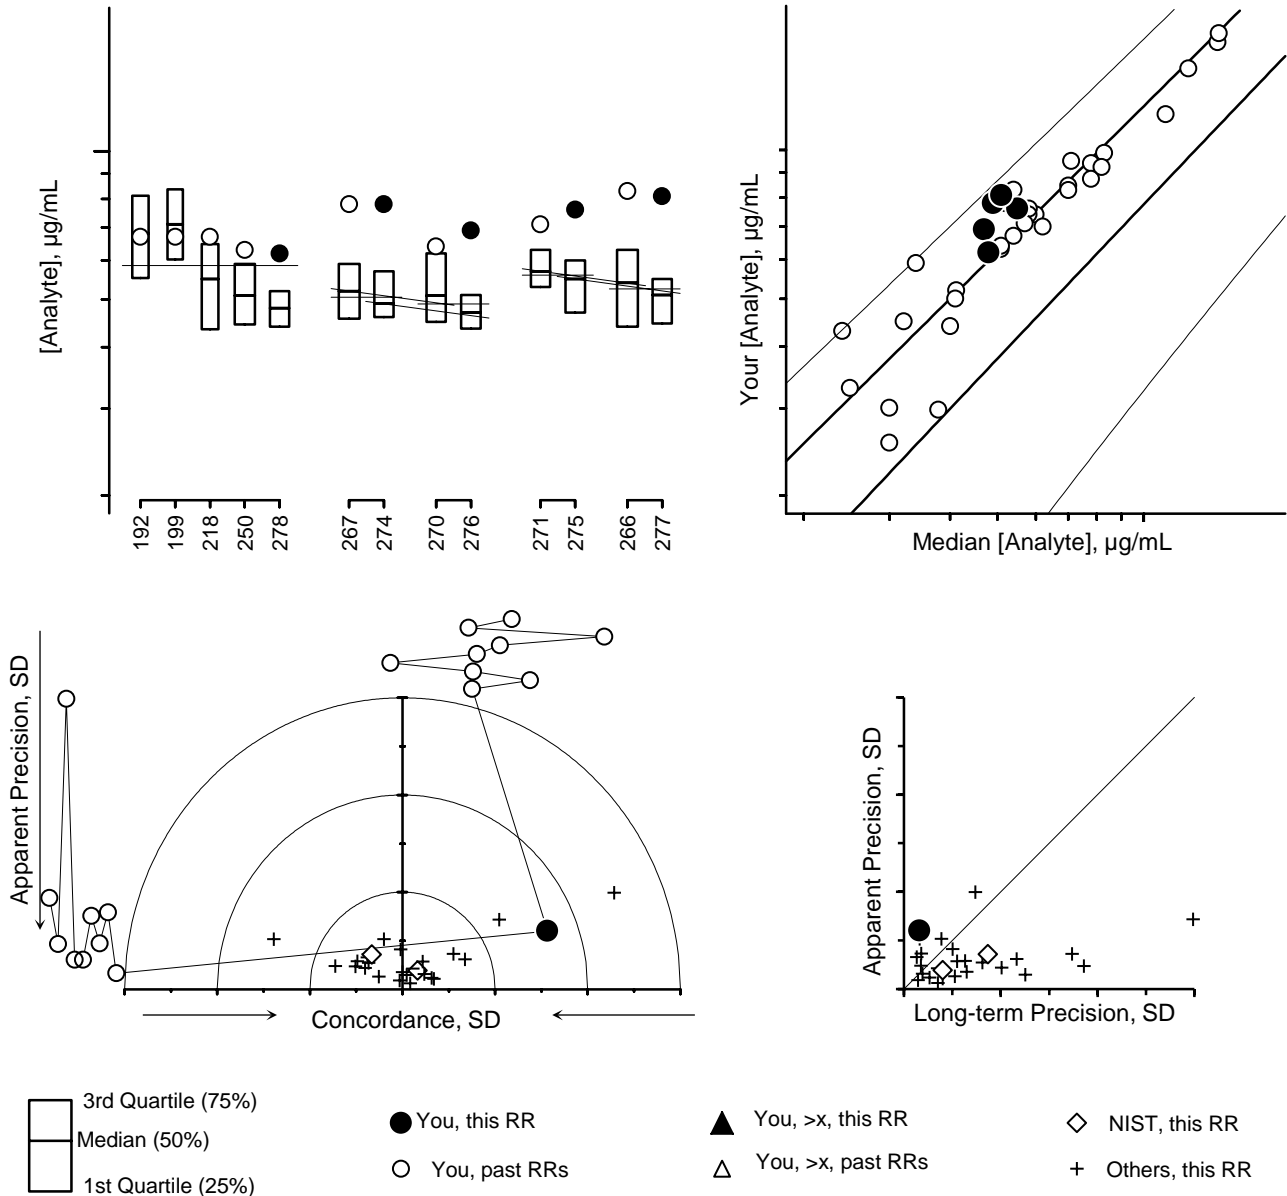 [Analyte], µg/mL
192
199
218
250
278
267
274
270
276
271
275
266
277
Your [Analyte], µg/mL
Median [Analyte], µg/mL
Apparent Precision, SD
Concordance, SD
Apparent Precision, SD
Long-term Precision, SD
3rd Quartile (75%)
Median (50%)
1st Quartile (25%)
You, this RR
You, past RRs
You, >x, this RR
You, >x, past RRs
NIST, this RR
Others, this RR